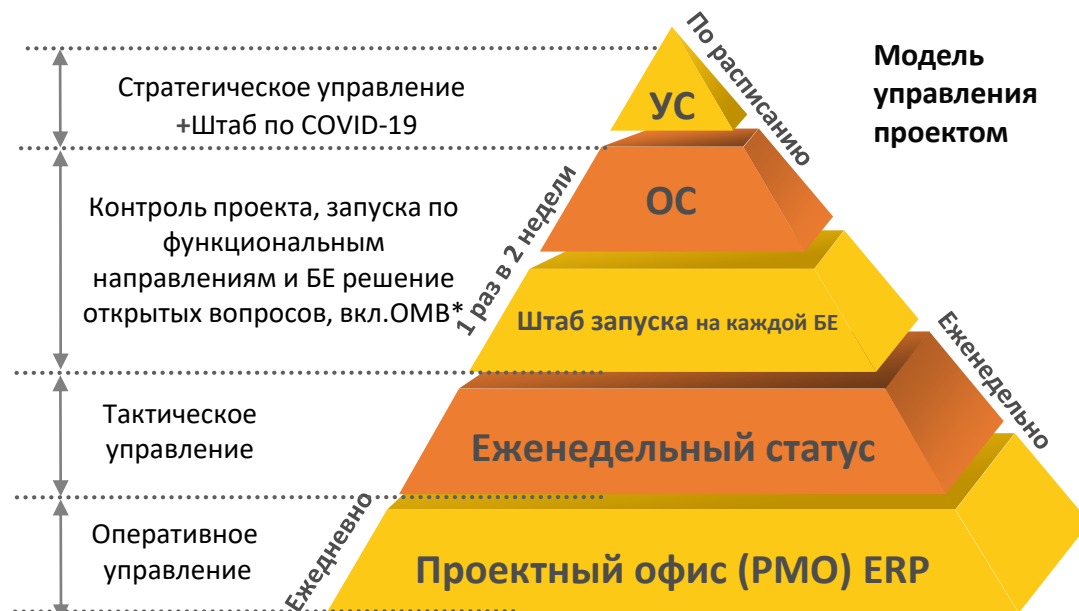 Модель
управления
проектом
По расписанию
Стратегическое управление
+Штаб по COVID-19
УС
Контроль проекта, запуска по
функциональным
направлениям и БЕ решение
открытых вопросов, вкл.ОМВ*
1 раз в 2 недели
ОС
Штаб запуска на каждой БЕ
Еженедельно
Тактическое
управление
Еженедельный статус
Ежедневно
Оперативное
управление
Проектный офис (PMO) ERP